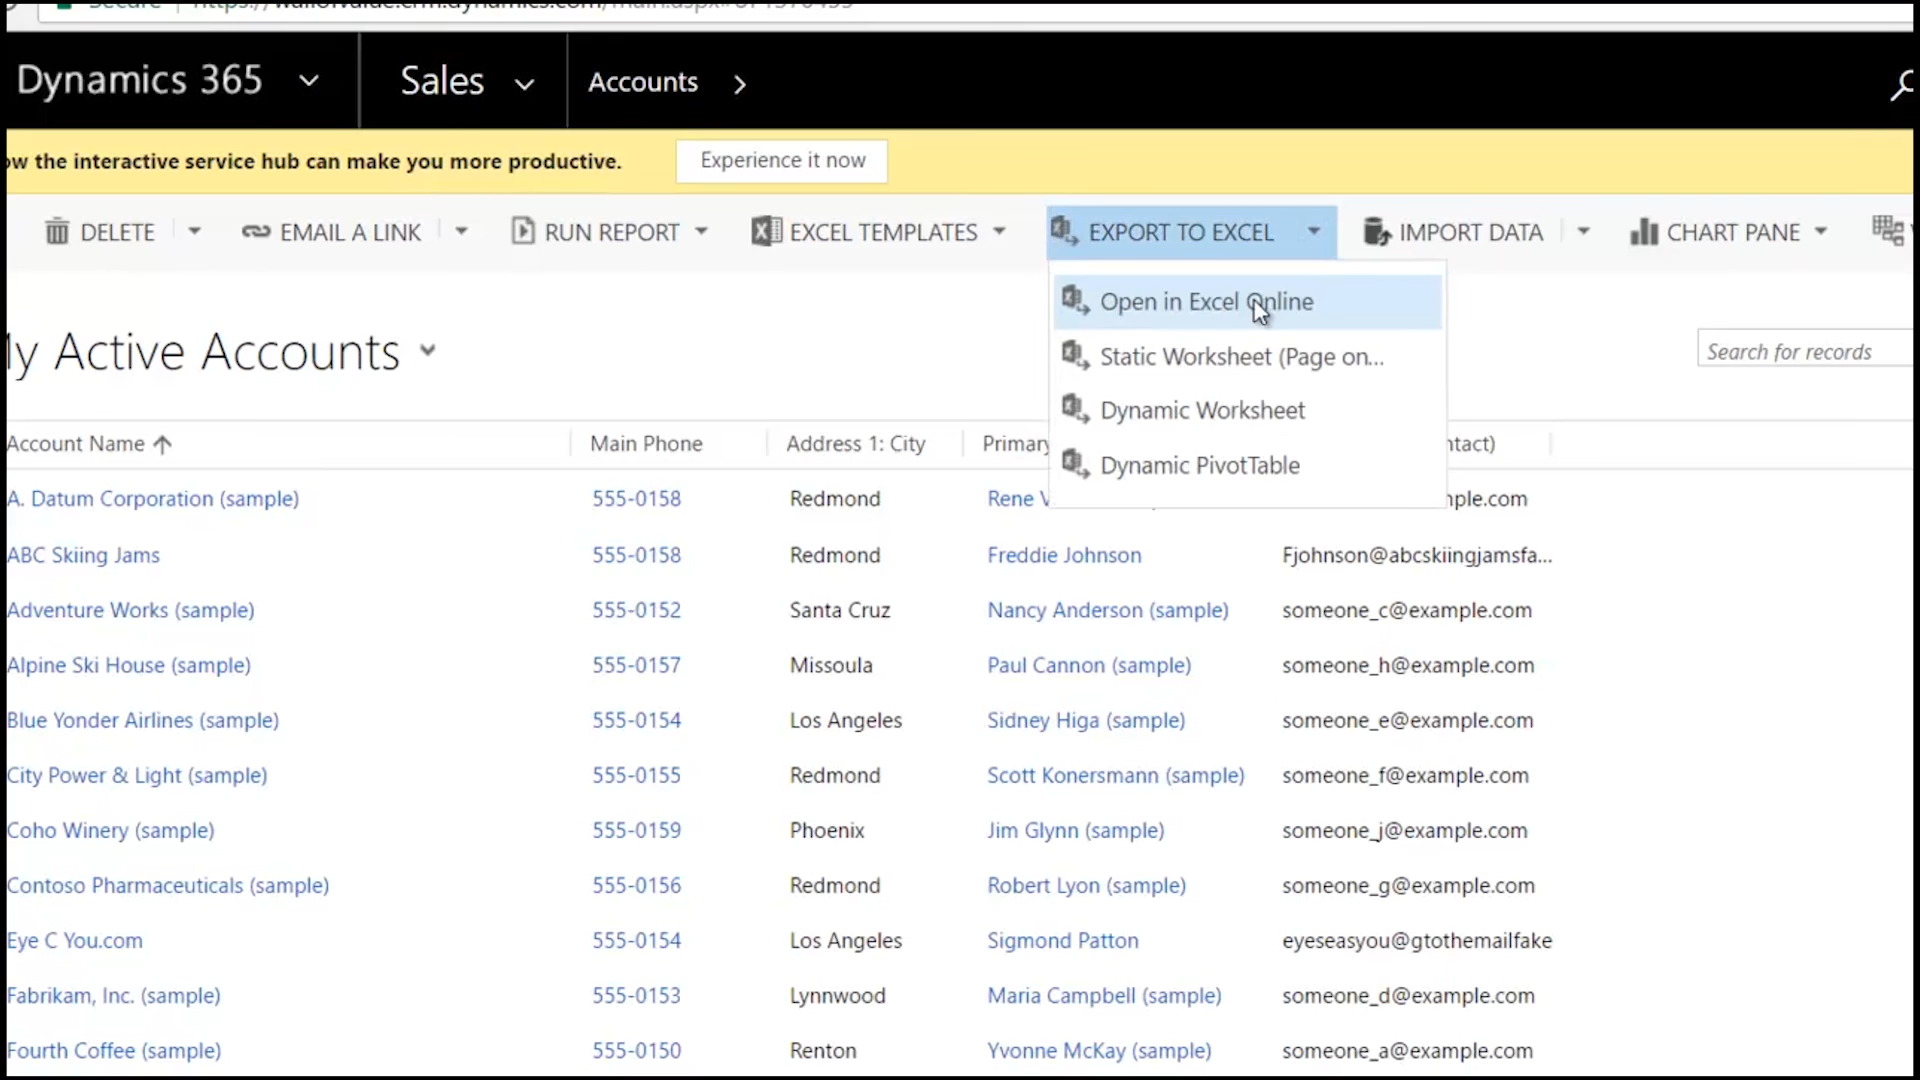 Dynamics 365 Sales Accounts
ow the interactive service hub can make you more productive. Experience it now
DELETE EMAIL A LINK RUN REPORT EXCEL TEMPLATES EXPORT TO EXCEL IMPORT DATA CHART PANE
Open in Excel Online
Static Worksheet (Page on...
Dynamic Worksheet
Dynamic PivotTable
y Active Accounts
Search for records
Account Name Main Phone Address 1: City Primary ntact)
A. Datum Corporation (sample) 555-0158 Redmond Rene mple.com
ABC Skiing Jams 555-0158 Redmond Freddie Johnson Fjohnson@abcskiingjamsfa...
Adventure Works (sample) 555-0152 Santa Cruz Nancy Anderson (sample) someone_c@example.com
Alpine Ski House (sample) 555-0157 Missoula Paul Cannon (sample) someone_h@example.com
Blue Yonder Airlines (sample) 555-0154 Los Angeles Sidney Higa (sample) someone_e@example.com
City Power & Light (sample) 555-0155 Redmond Scott Konersmann (sample) someone_f@example.com
Coho Winery (sample) 555-0159 Phoenix Jim Glynn (sample) someone_j@example.com
Contoso Pharmaceuticals (sample) 555-0156 Redmond Robert Lyon (sample) someone_g@example.com
Eye C You.com 555-0154 Los Angeles Sigmond Patton eyeseasyou@gtothemailfake
Fabrikam, Inc. (sample) 555-0153 Lynnwood Maria Campbell (sample) someone_d@example.com
Fourth Coffee (sample) 555-0150 Renton Yvonne McKay (sample) someone_a@example.com